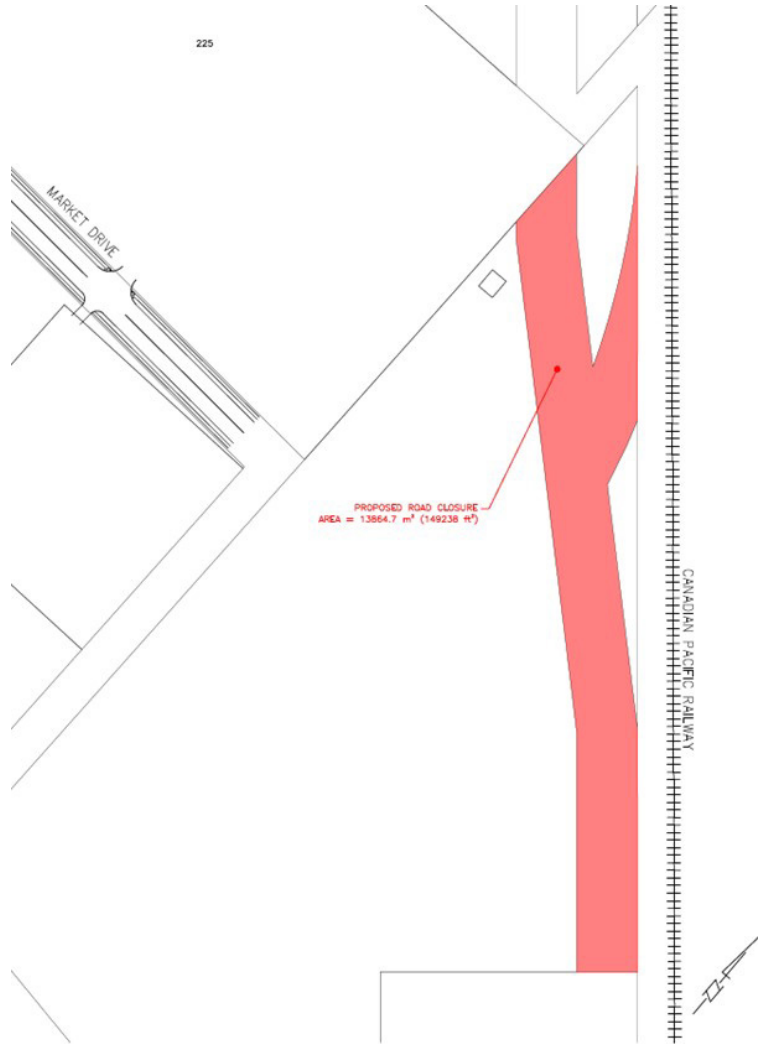 225
MARKET DRIVE
PROPOSED ROAD CLOSURE
AREA = 13864.7 m² (149238 ft²)
CANADIAN PACIFIC RAILWAY